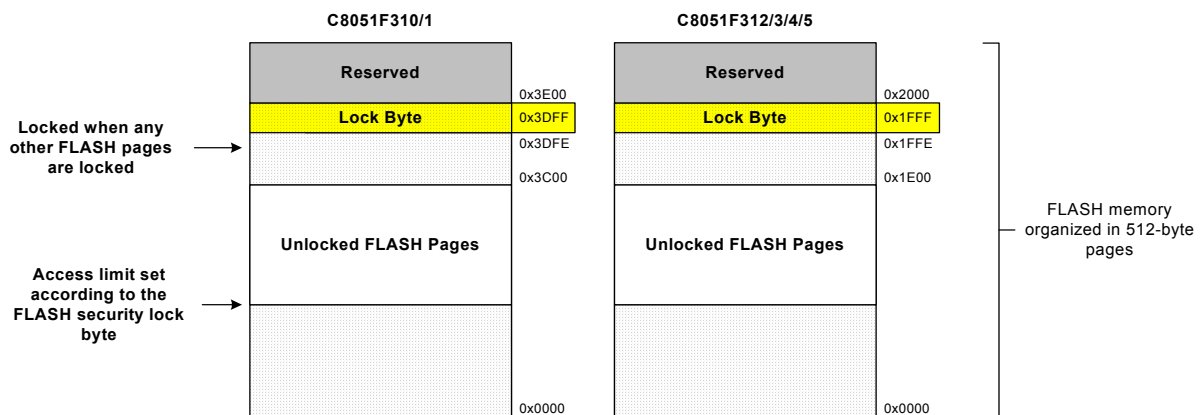 C8051F310/1
Reserved
0x3E00
Lock Byte
0x3DFF
0x3DFE
0x3C00
Unlocked FLASH Pages
0x0000
Locked when any
other FLASH pages
are locked
Access limit set
according to the
FLASH security lock
byte
C8051F312/3/4/5
Reserved
0x2000
Lock Byte
0x1FFF
0x1FFE
0x1E00
Unlocked FLASH Pages
0x0000
FLASH memory
organized in 512-byte
pages